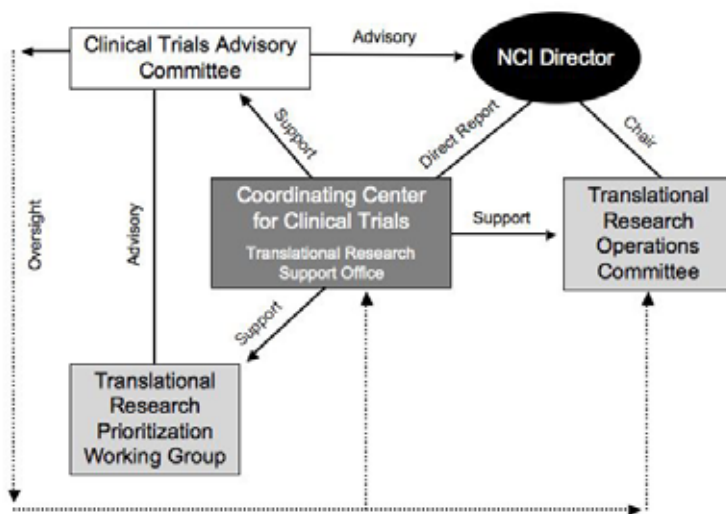 Clinical Trials Advisory
Committee
Advisory
NCI Director
Support
Direct Report
Chair
Oversight
Advisory
Coordinating Center
for Clinical Trials
Translational Research
Support Office
Support
Translational
Research
Operations
Committee
Support
Translational
Research
Prioritization
Working Group